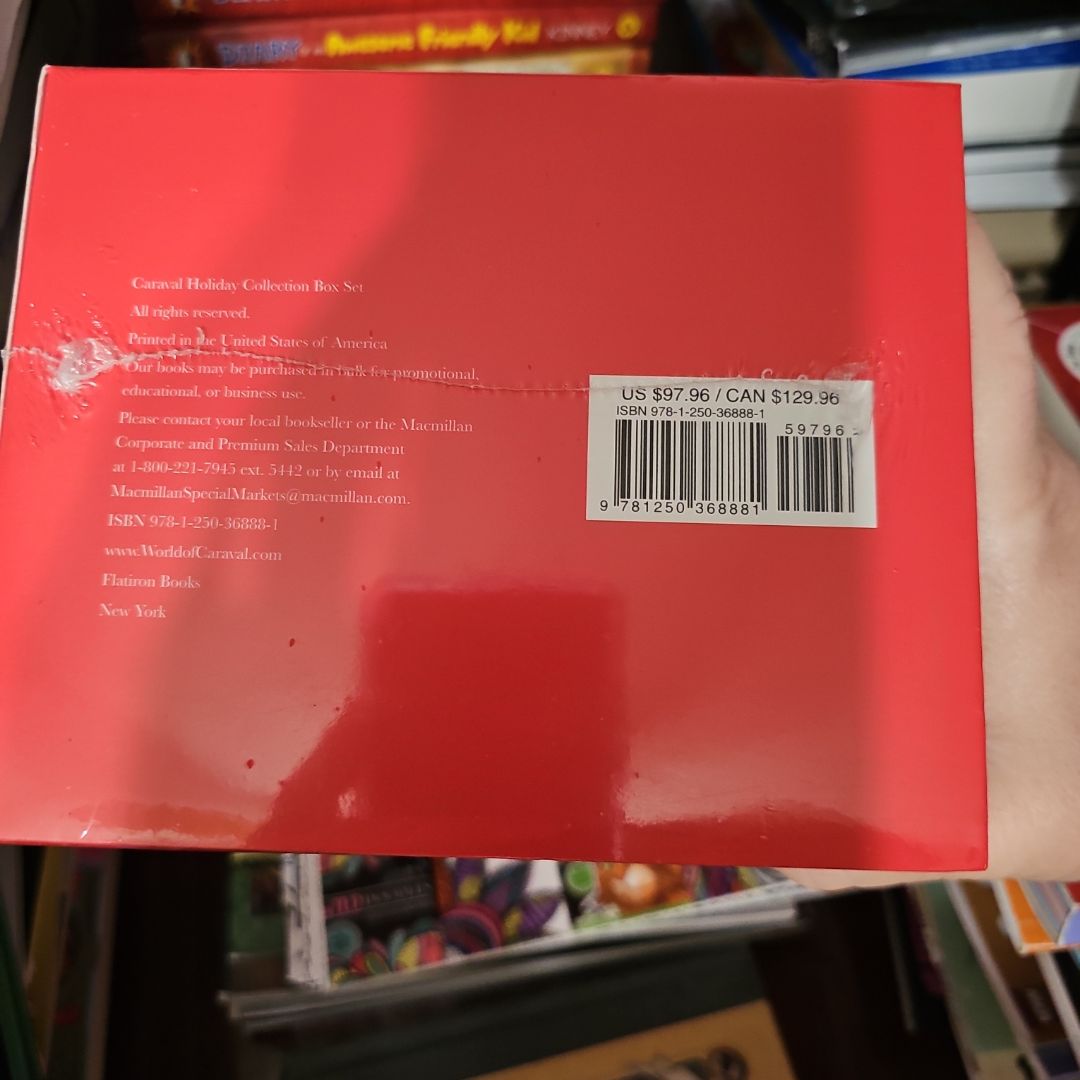 Awesome Friendly Kid KINNEY
Caraval Holiday Collection Box Set
All rights reserved.
Printed in the United States of America
Our books may be purchased in bulk for promotional,
educational, or business use.
Please contact your local bookseller or the Macmillan
Corporate and Premium Sales Department
at 1-800-221-7945 ext. 5442 or by email at
MacmillanSpecialMarkets@macmillan.com.
ISBN 978-1-250-36888-1
www.WorldofCaraval.com
Flatiron Books
New York
US $97.96 / CAN $129.96
ISBN 978-1-250-36888-1
59796
9 781250 368881